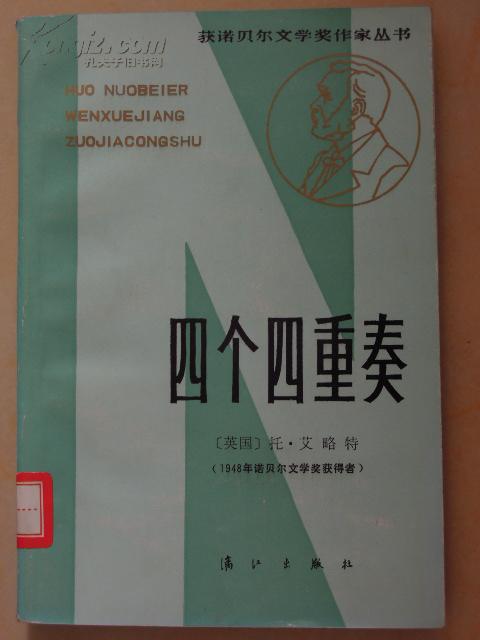 Kongfz.com
孔夫子旧书网
获诺贝尔文学奖作家丛书
HUO NUOBEIER
WENXUEJIANG
ZUOJIACONGSHU
四个四重奏
〔英国〕托·艾略特
(1948年诺贝尔文学奖获得者)
漓江出版社